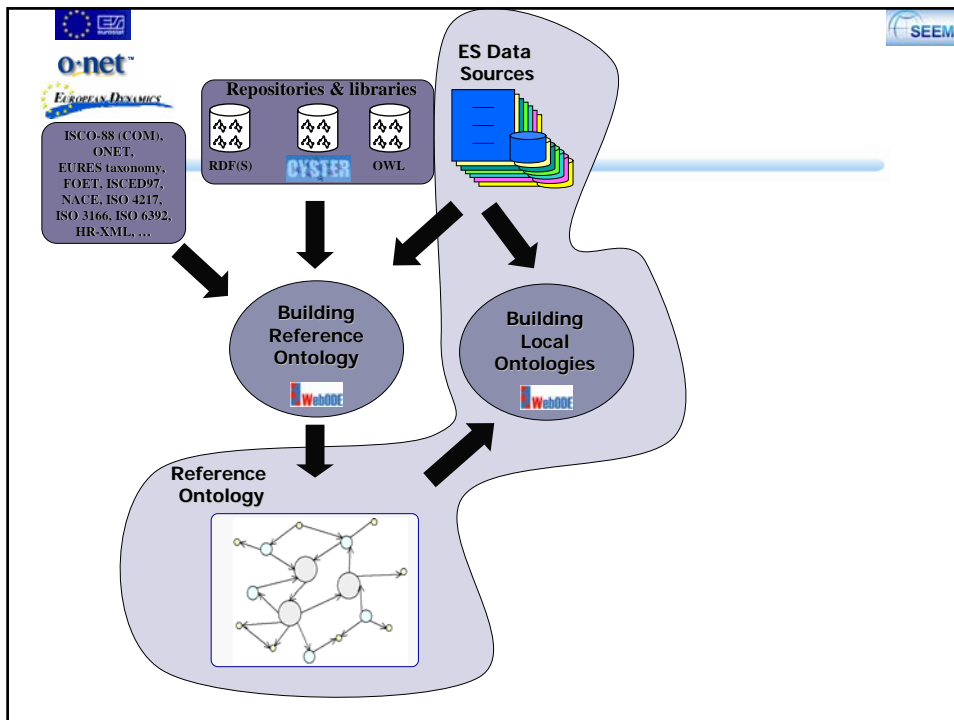 eurostat
SEEM
o·net™
EUROPEAN DYNAMICS
ISCO-88 (COM),
ONET,
EURES taxonomy,
FOET, ISCED97,
NACE, ISO 4217,
ISO 3166, ISO 6392,
HR-XML, …
Repositories & libraries
RDF(S)
CYSTER
OWL
ES Data
Sources
Building
Reference
Ontology
WebODE
Building
Local
Ontologies
WebODE
Reference
Ontology